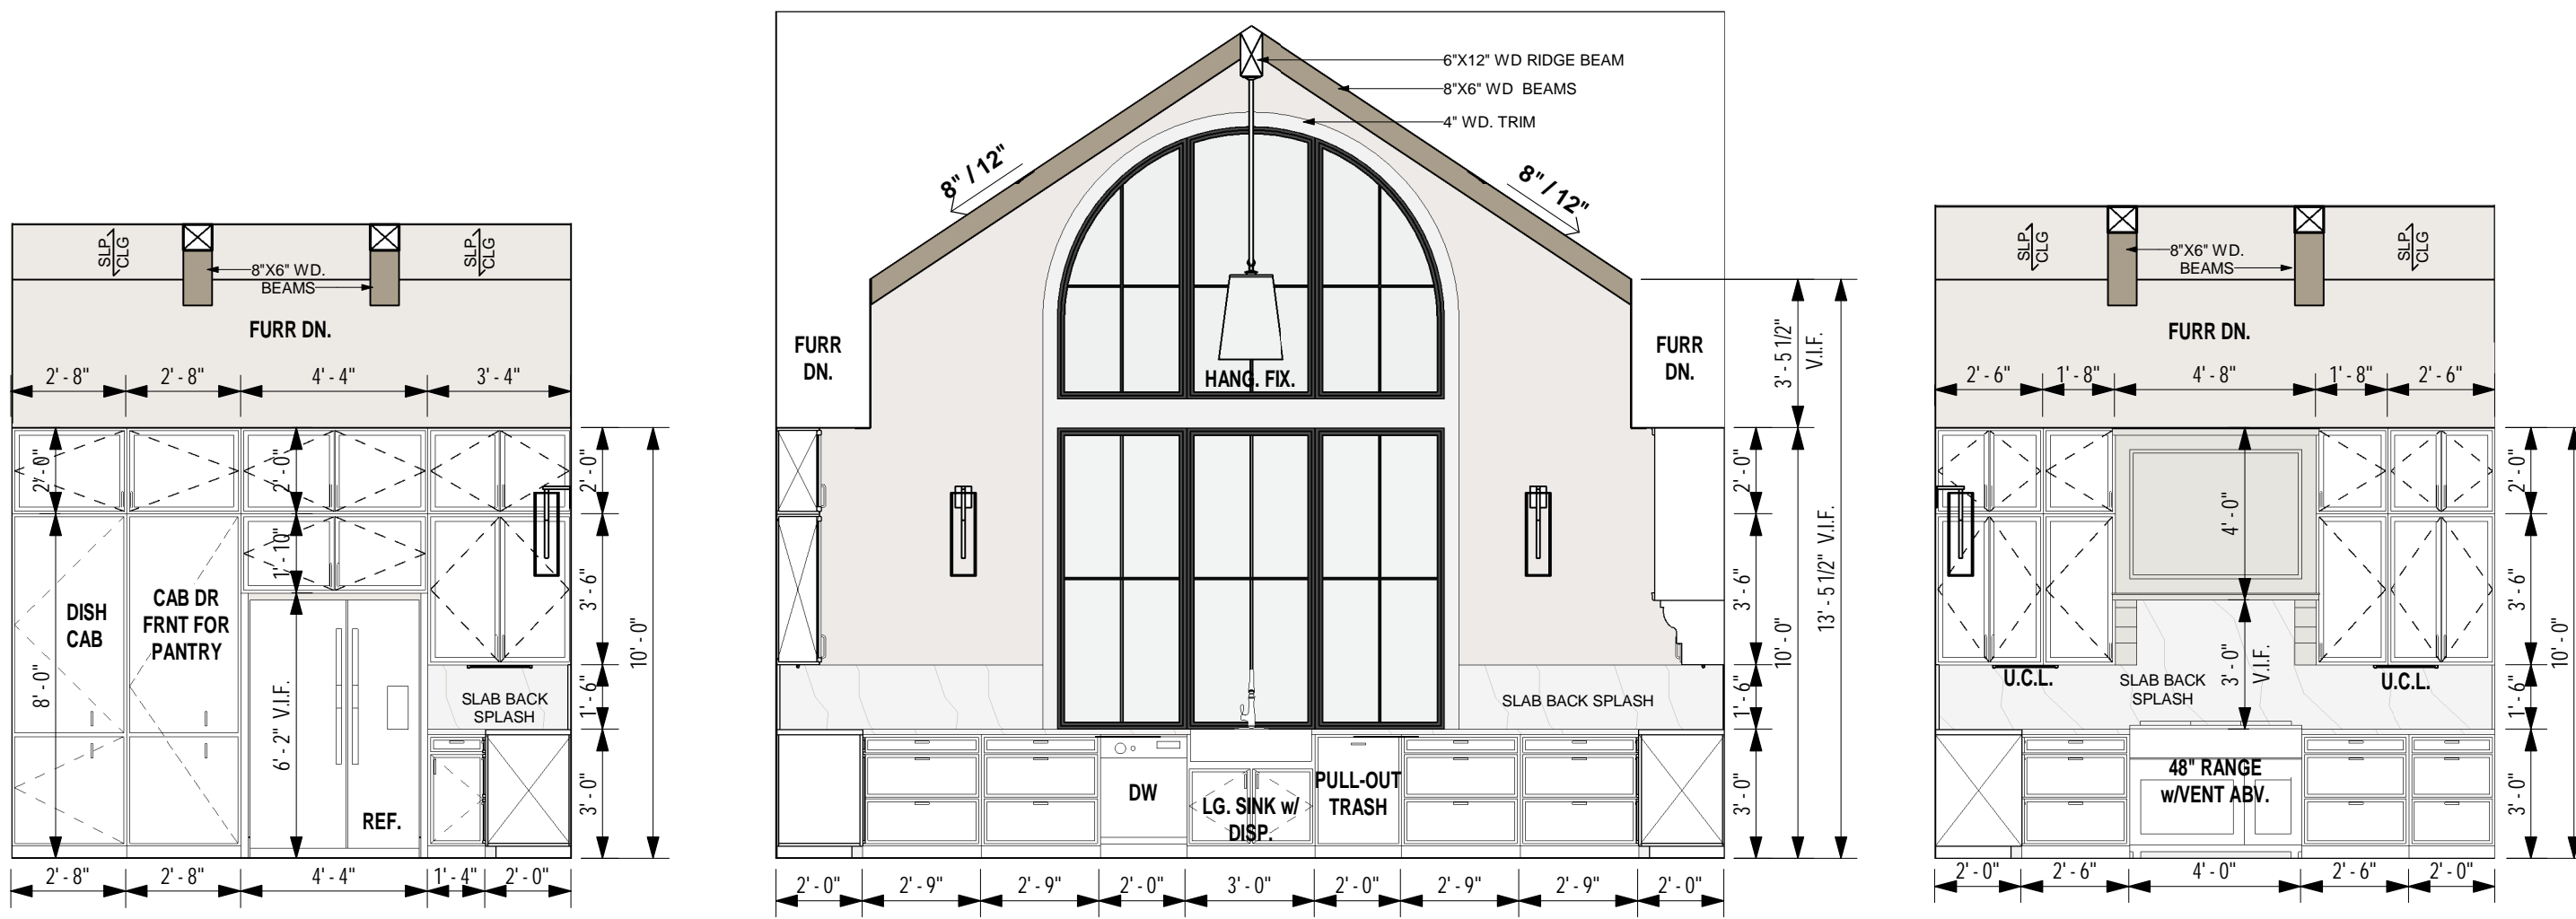 SLP
CLG
SLP
CLG
8"X6" WD.
BEAMS
FURR DN.
2' - 8"
2' - 8"
4' - 4"
3' - 4"
2' - 0"
2' - 0"
2' - 0"
1' - 10"
3' - 6"
DISH
CAB
CAB DR
FRNT FOR
PANTRY
10' - 0"
8' - 0"
6' - 2" V.I.F.
SLAB BACK
SPLASH
1' - 6"
3' - 0"
REF.
2' - 8"
2' - 8"
4' - 4"
1' - 4"
2' - 0"
6"X12" WD RIDGE BEAM
8"X6" WD BEAMS
4" WD. TRIM
8" / 12"
8" / 12"
FURR
DN.
HANG. FIX.
FURR
DN.
3' - 5 1/2"
V.I.F.
2' - 0"
3' - 6"
10' - 0"
13' - 5 1/2" V.I.F.
SLAB BACK SPLASH
1' - 6"
3' - 0"
DW
LG. SINK w/
DISP.
PULL-OUT
TRASH
2' - 0"
2' - 9"
2' - 9"
2' - 0"
3' - 0"
2' - 0"
2' - 9"
2' - 9"
2' - 0"
SLP
CLG
SLP
CLG
8"X6" WD.
BEAMS
FURR DN.
2' - 6"
1' - 8"
4' - 8"
1' - 8"
2' - 6"
4' - 0"
2' - 0"
3' - 6"
10' - 0"
U.C.L.
SLAB BACK
SPLASH
3' - 0"
V.I.F.
U.C.L.
1' - 6"
3' - 0"
48" RANGE
w/VENT ABV.
2' - 0"
2' - 6"
4' - 0"
2' - 6"
2' - 0"